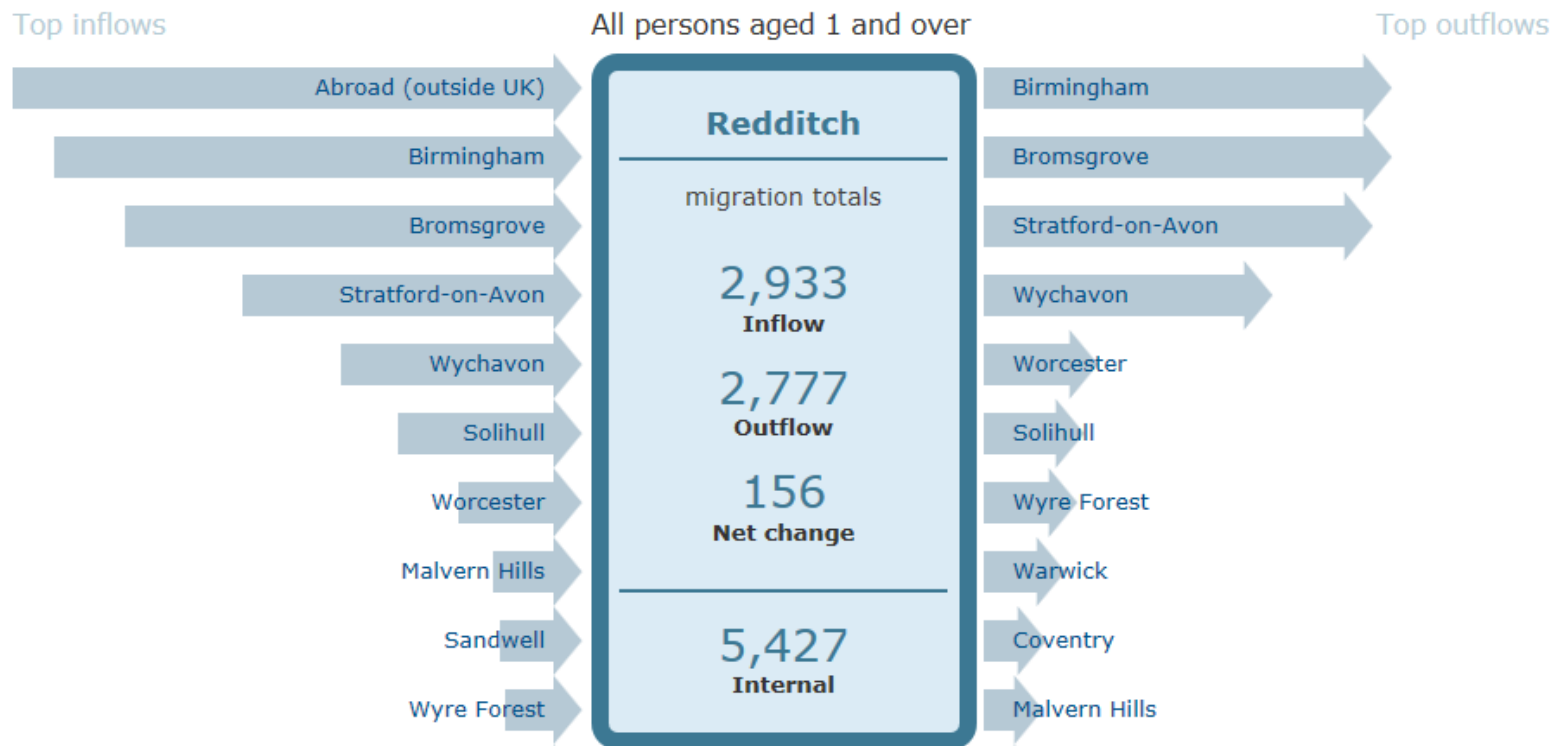 Top inflows
All persons aged 1 and over
Top outflows
Abroad (outside UK)
Birmingham
Bromsgrove
Stratford-on-Avon
Wychavon
Solihull
Worcester
Malvern Hills
Sandwell
Wyre Forest
Redditch
migration totals
2,933
Inflow
2,777
Outflow
156
Net change
5,427
Internal
Birmingham
Bromsgrove
Stratford-on-Avon
Wychavon
Worcester
Solihull
Wyre Forest
Warwick
Coventry
Malvern Hills